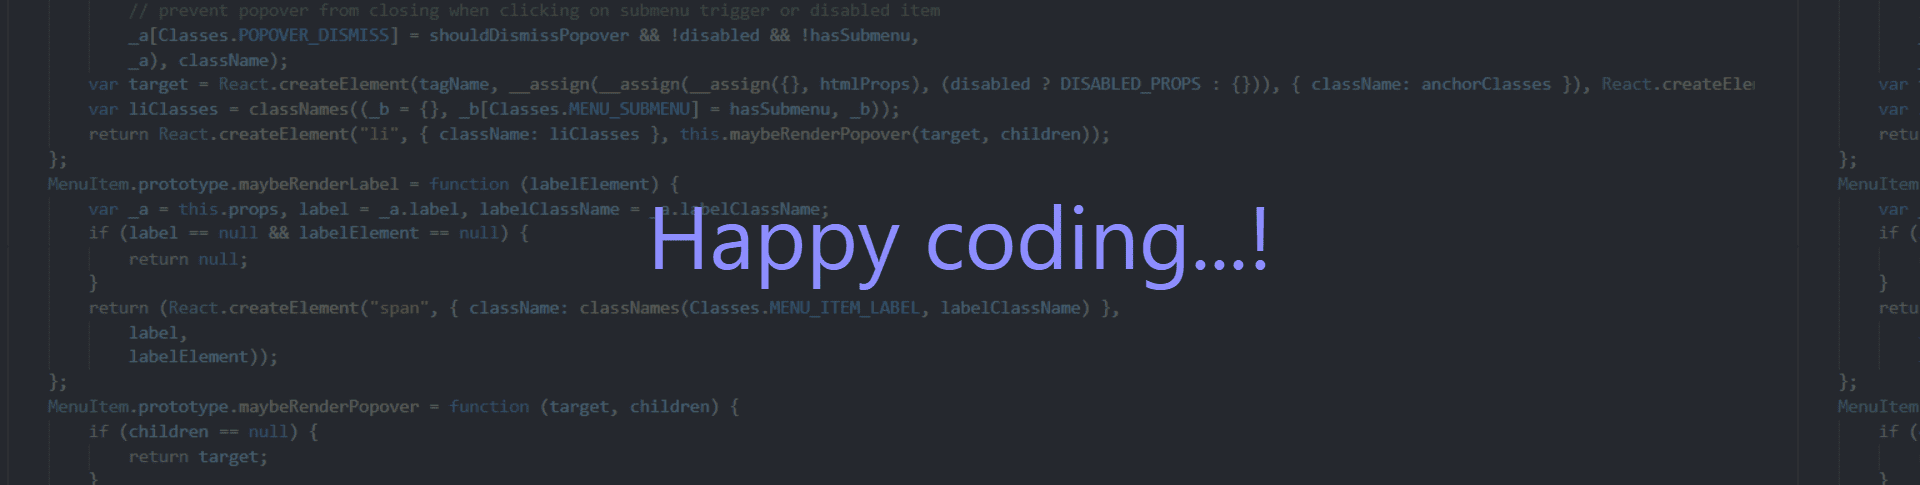 // prevent popover from closing when clicking on submenu trigger or disabled item
_a[Classes.POPOVER_DISMISS] = shouldDismissPopover && !disabled && !hasSubmenu,
_a), className);
var target = React.createElement(tagName, __assign(__assign(__assign({}, htmlProps), (disabled ? DISABLED_PROPS : {})), { className: anchorClasses }), React.createEle
var liClasses = classNames((_b = {}, _b[Classes.MENU_SUBMENU] = hasSubmenu, _b));
return React.createElement("li", { className: liClasses }, this.maybeRenderPopover(target, children));
};
MenuItem.prototype.maybeRenderLabel = function (labelElement) {
var _a = this.props, label = _a.label, labelClassName = _a.labelClassName;
if (label == null && labelElement == null) {
return null;
}
return (React.createElement("span", { className: classNames(Classes.MENU_ITEM_LABEL, labelClassName) },
label,
labelElement));
};
MenuItem.prototype.maybeRenderPopover = function (target, children) {
if (children == null) {
return target;
}
Happy coding...!
var
var
retu
};
MenuItem
var _
if (
}
retu
};
MenuItem
if (
}